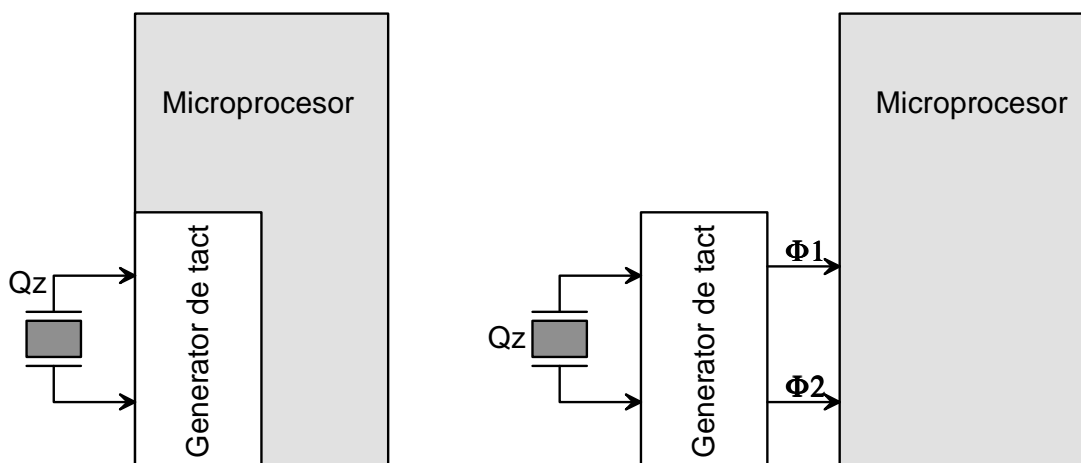 Microprocesor
Qz
Generator de tact
Microprocesor
Qz
Generator de tact
Φ1
Φ2